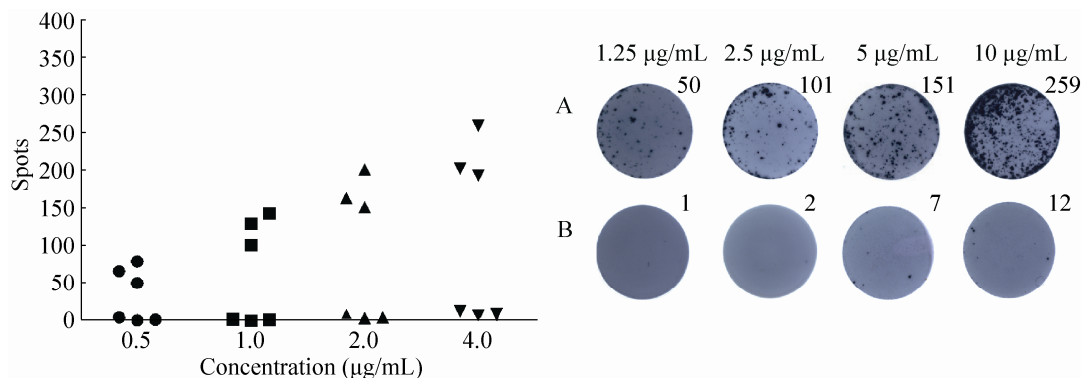 400
350
300
250
200
150
100
50
0
Spots
0.5 1.0 2.0 4.0
Concentration (μg/mL)
1.25 μg/mL 2.5 μg/mL 5 μg/mL 10 μg/mL
A 50 101 151 259
B 1 2 7 12